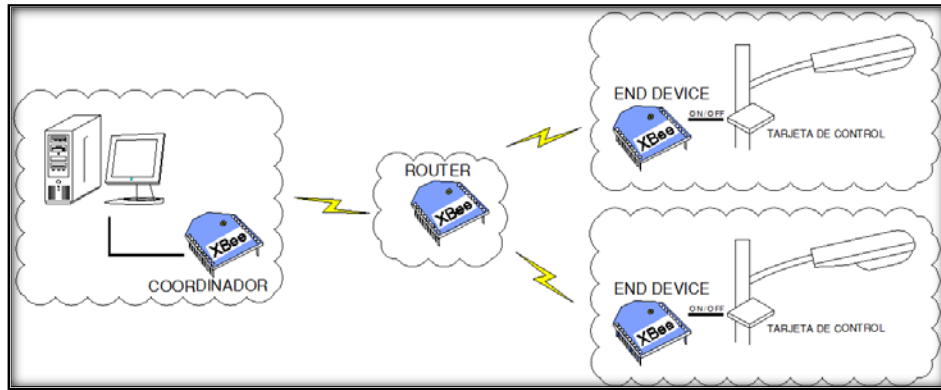 XBee
COORDINADOR
ROUTER
XBee
END DEVICE
XBee
ON/OFF
TARJETA DE CONTROL
END DEVICE
XBee
ON/OFF
TARJETA DE CONTROL